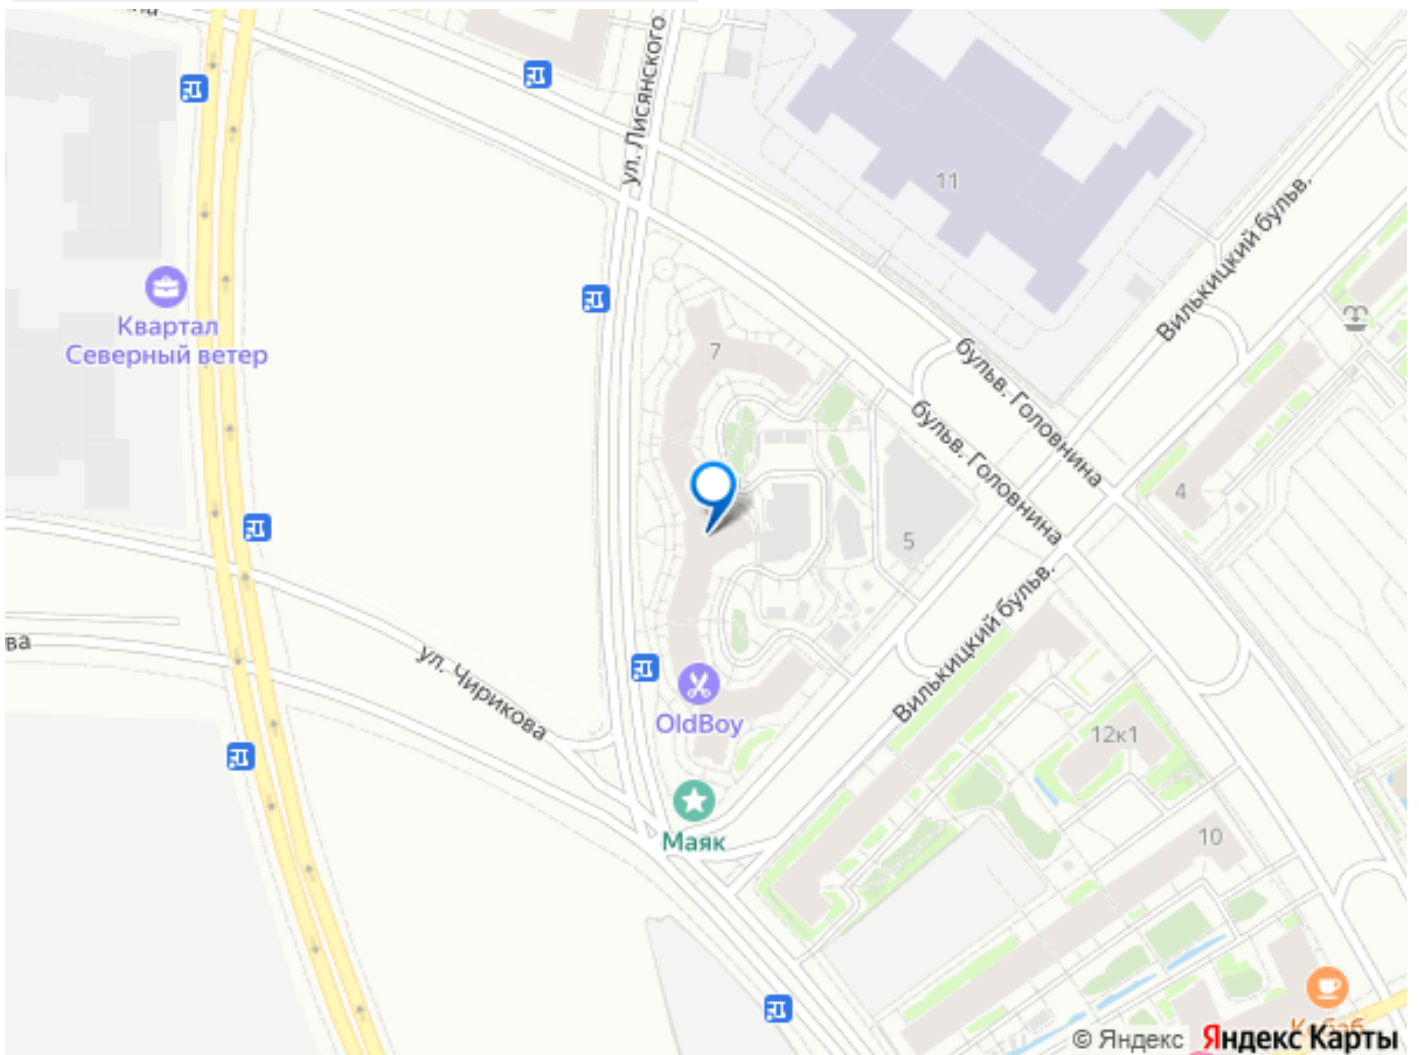 ул. Лисянского
11
Вилькицкий бульв.
Квартал
Северный ветер
7
бульв. Головнина
бульв. Головнина
4
5
ва
ул. Чирикова
Вилькицкий бульв.
OldBoy
12к1
Маяк
10
© Яндекс Яндекс Карты